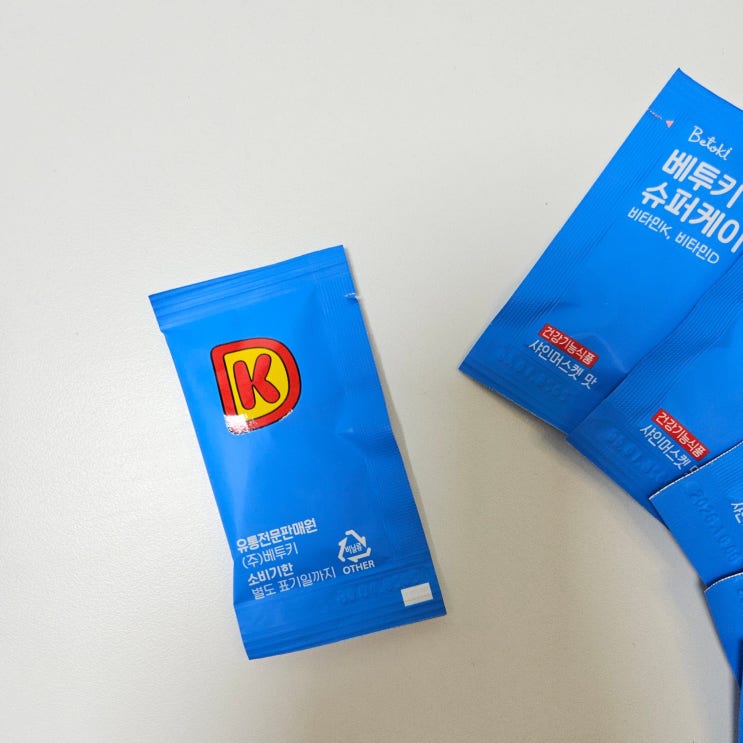 K
유통전문판매원
(주)베투키
소비기한
별도 표기일까지
비닐류
OTHER
Betoki
베투키
슈퍼케이
비타민K, 비타민D
건강기능식품
샤인머스켓 맛
건강기능식품
샤인머스켓